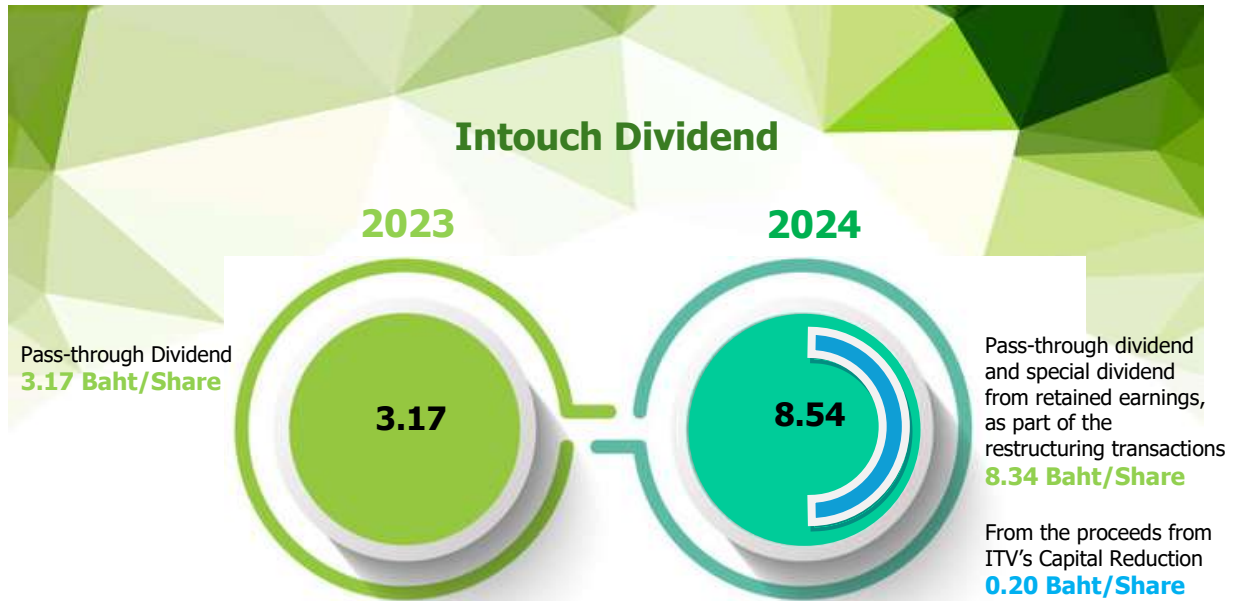 Intouch Dividend
2023
2024
Pass-through Dividend
3.17 Baht/Share
3.17
8.54
Pass-through dividend
and special dividend
from retained earnings,
as part of the
restructuring transactions
8.34 Baht/Share
From the proceeds from
ITV's Capital Reduction
0.20 Baht/Share